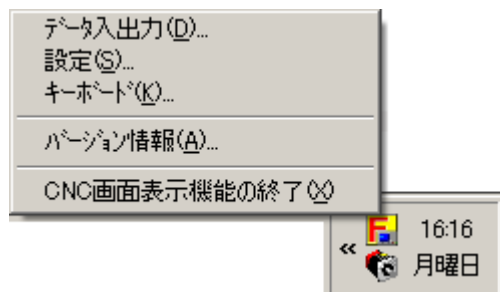 ﾃﾞｰﾀ入出力(D)...
設定(S)...
ｷｰﾎﾞｰﾄﾞ(K)...
ﾊﾞｰｼﾞｮﾝ情報(A)...
CNC画面表示機能の終了(X)
«
F
16:16
月曜日